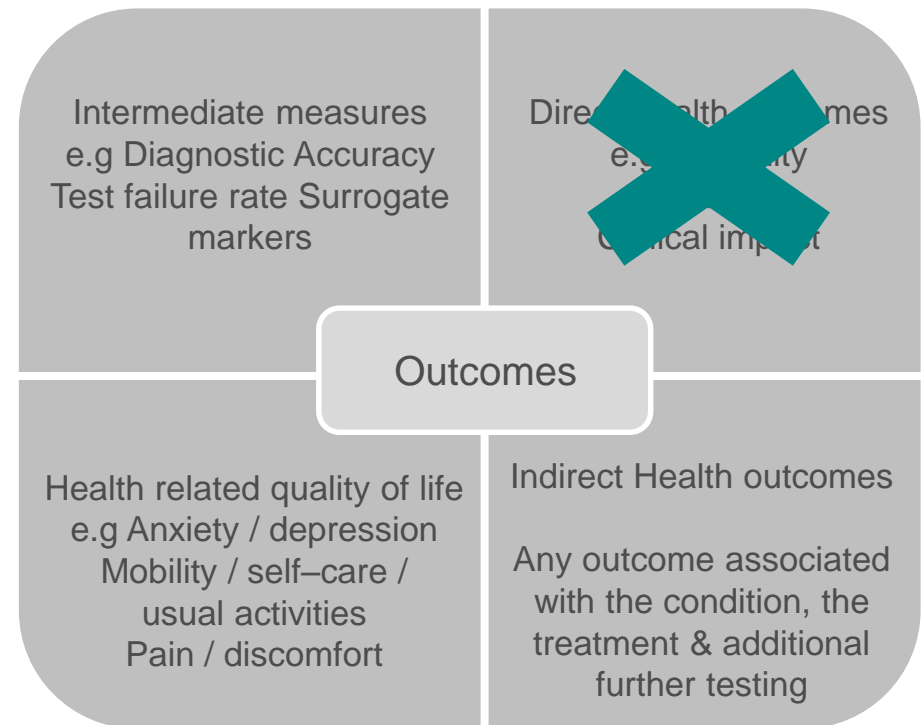 Intermediate measures
e.g Diagnostic Accuracy
Test failure rate Surrogate
markers
outcomes
e.g
impact
Outcomes
Health related quality of life
e.g Anxiety / depression
Mobility / self–care /
usual activities
Pain / discomfort
Indirect Health outcomes
Any outcome associated
with the condition, the
treatment & additional
further testing